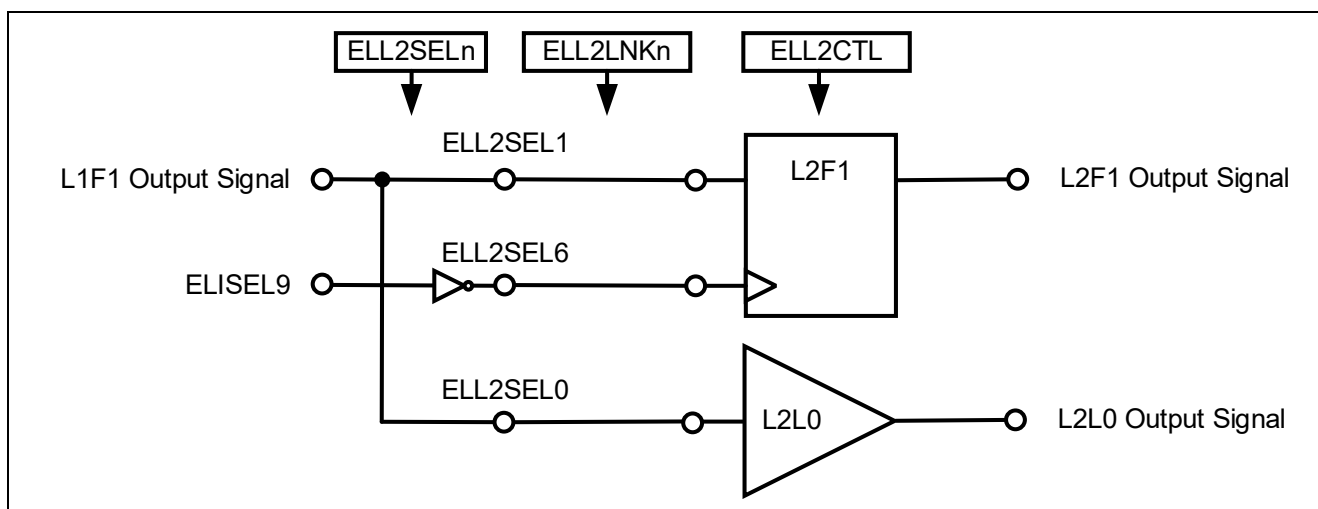 ELL2SELn
ELL2LNKn
ELL2CTL
L1F1 Output Signal
ELL2SEL1
L2F1
L2F1 Output Signal
ELISEL9
ELL2SEL6
ELL2SEL0
L2L0
L2L0 Output Signal